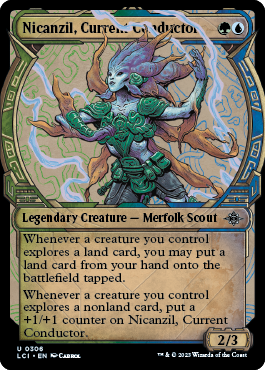 Nicanzil, Current Conductor
Legendary Creature — Merfolk Scout
Whenever a creature you control
explores a land card, you may put a
land card from your hand onto the
battlefield tapped.
Whenever a creature you control
explores a nonland card, put a
+1/+1 counter on Nicanzil, Current
Conductor.
2/3
U 0306
LCI • EN CABROL
™ & © 2023 Wizards of the Coast